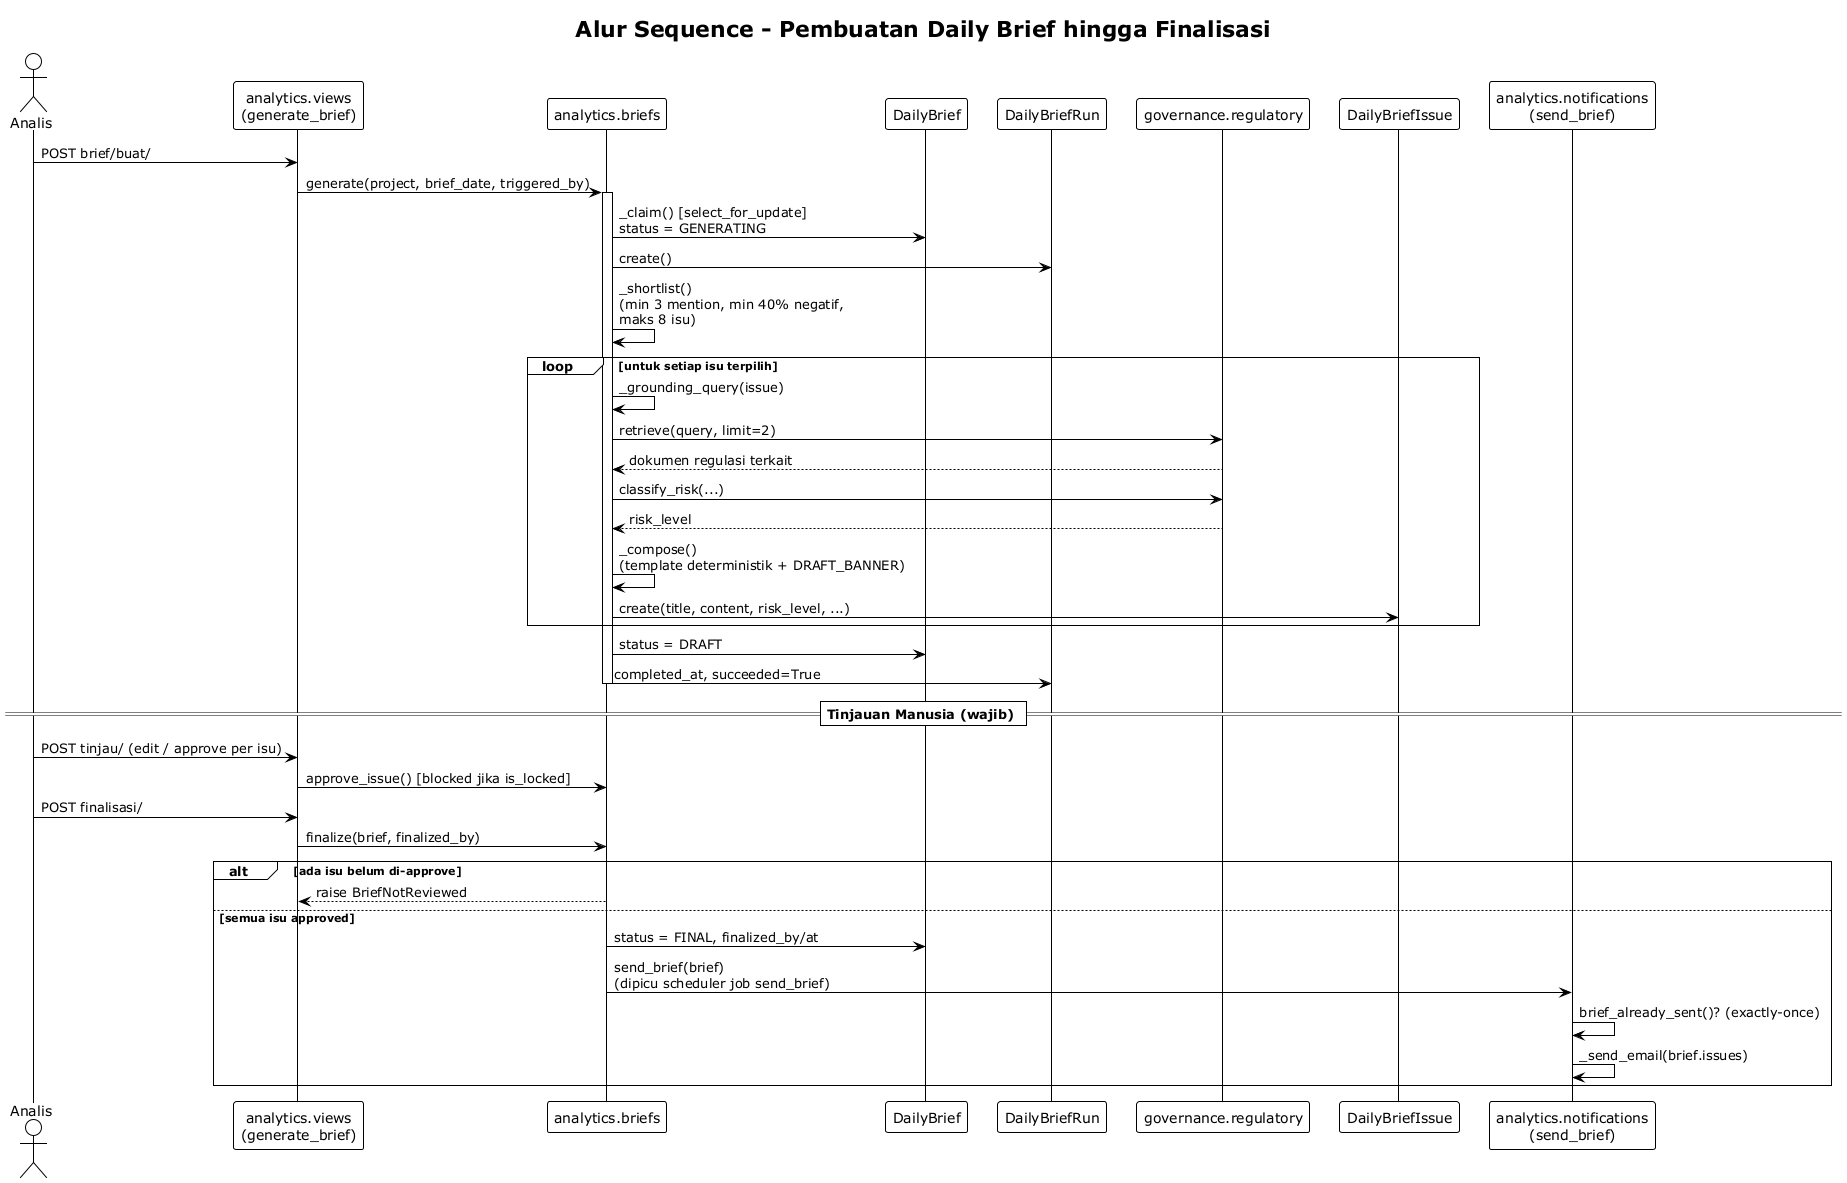 Alur Sequence - Pembuatan Daily Brief hingga Finalisasi
Analis
analytics.views
(generate_brief)
analytics.briefs
DailyBrief
DailyBriefRun
governance.regulatory
DailyBriefIssue
analytics.notifications
(send_brief)
POST brief/buat/
generate(project, brief_date, triggered_by)
_claim() [select_for_update]
status = GENERATING
create()
_shortlist()
(min 3 mention, min 40% negatif,
maks 8 isu)
loop
[untuk setiap isu terpilih]
_grounding_query(issue)
retrieve(query, limit=2)
dokumen regulasi terkait
classify_risk(...)
risk_level
_compose()
(template deterministik + DRAFT_BANNER)
create(title, content, risk_level, ...)
status = DRAFT
completed_at, succeeded=True
Tinjauan Manusia (wajib)
POST tinjau/ (edit / approve per isu)
approve_issue() [blocked jika is_locked]
POST finalisasi/
finalize(brief, finalized_by)
alt
[ada isu belum di-approve]
raise BriefNotReviewed
[semua isu approved]
status = FINAL, finalized_by/at
send_brief(brief)
(dipicu scheduler job send_brief)
brief_already_sent()? (exactly-once)
_send_email(brief.issues)
Analis
analytics.views
(generate_brief)
analytics.briefs
DailyBrief
DailyBriefRun
governance.regulatory
DailyBriefIssue
analytics.notifications
(send_brief)